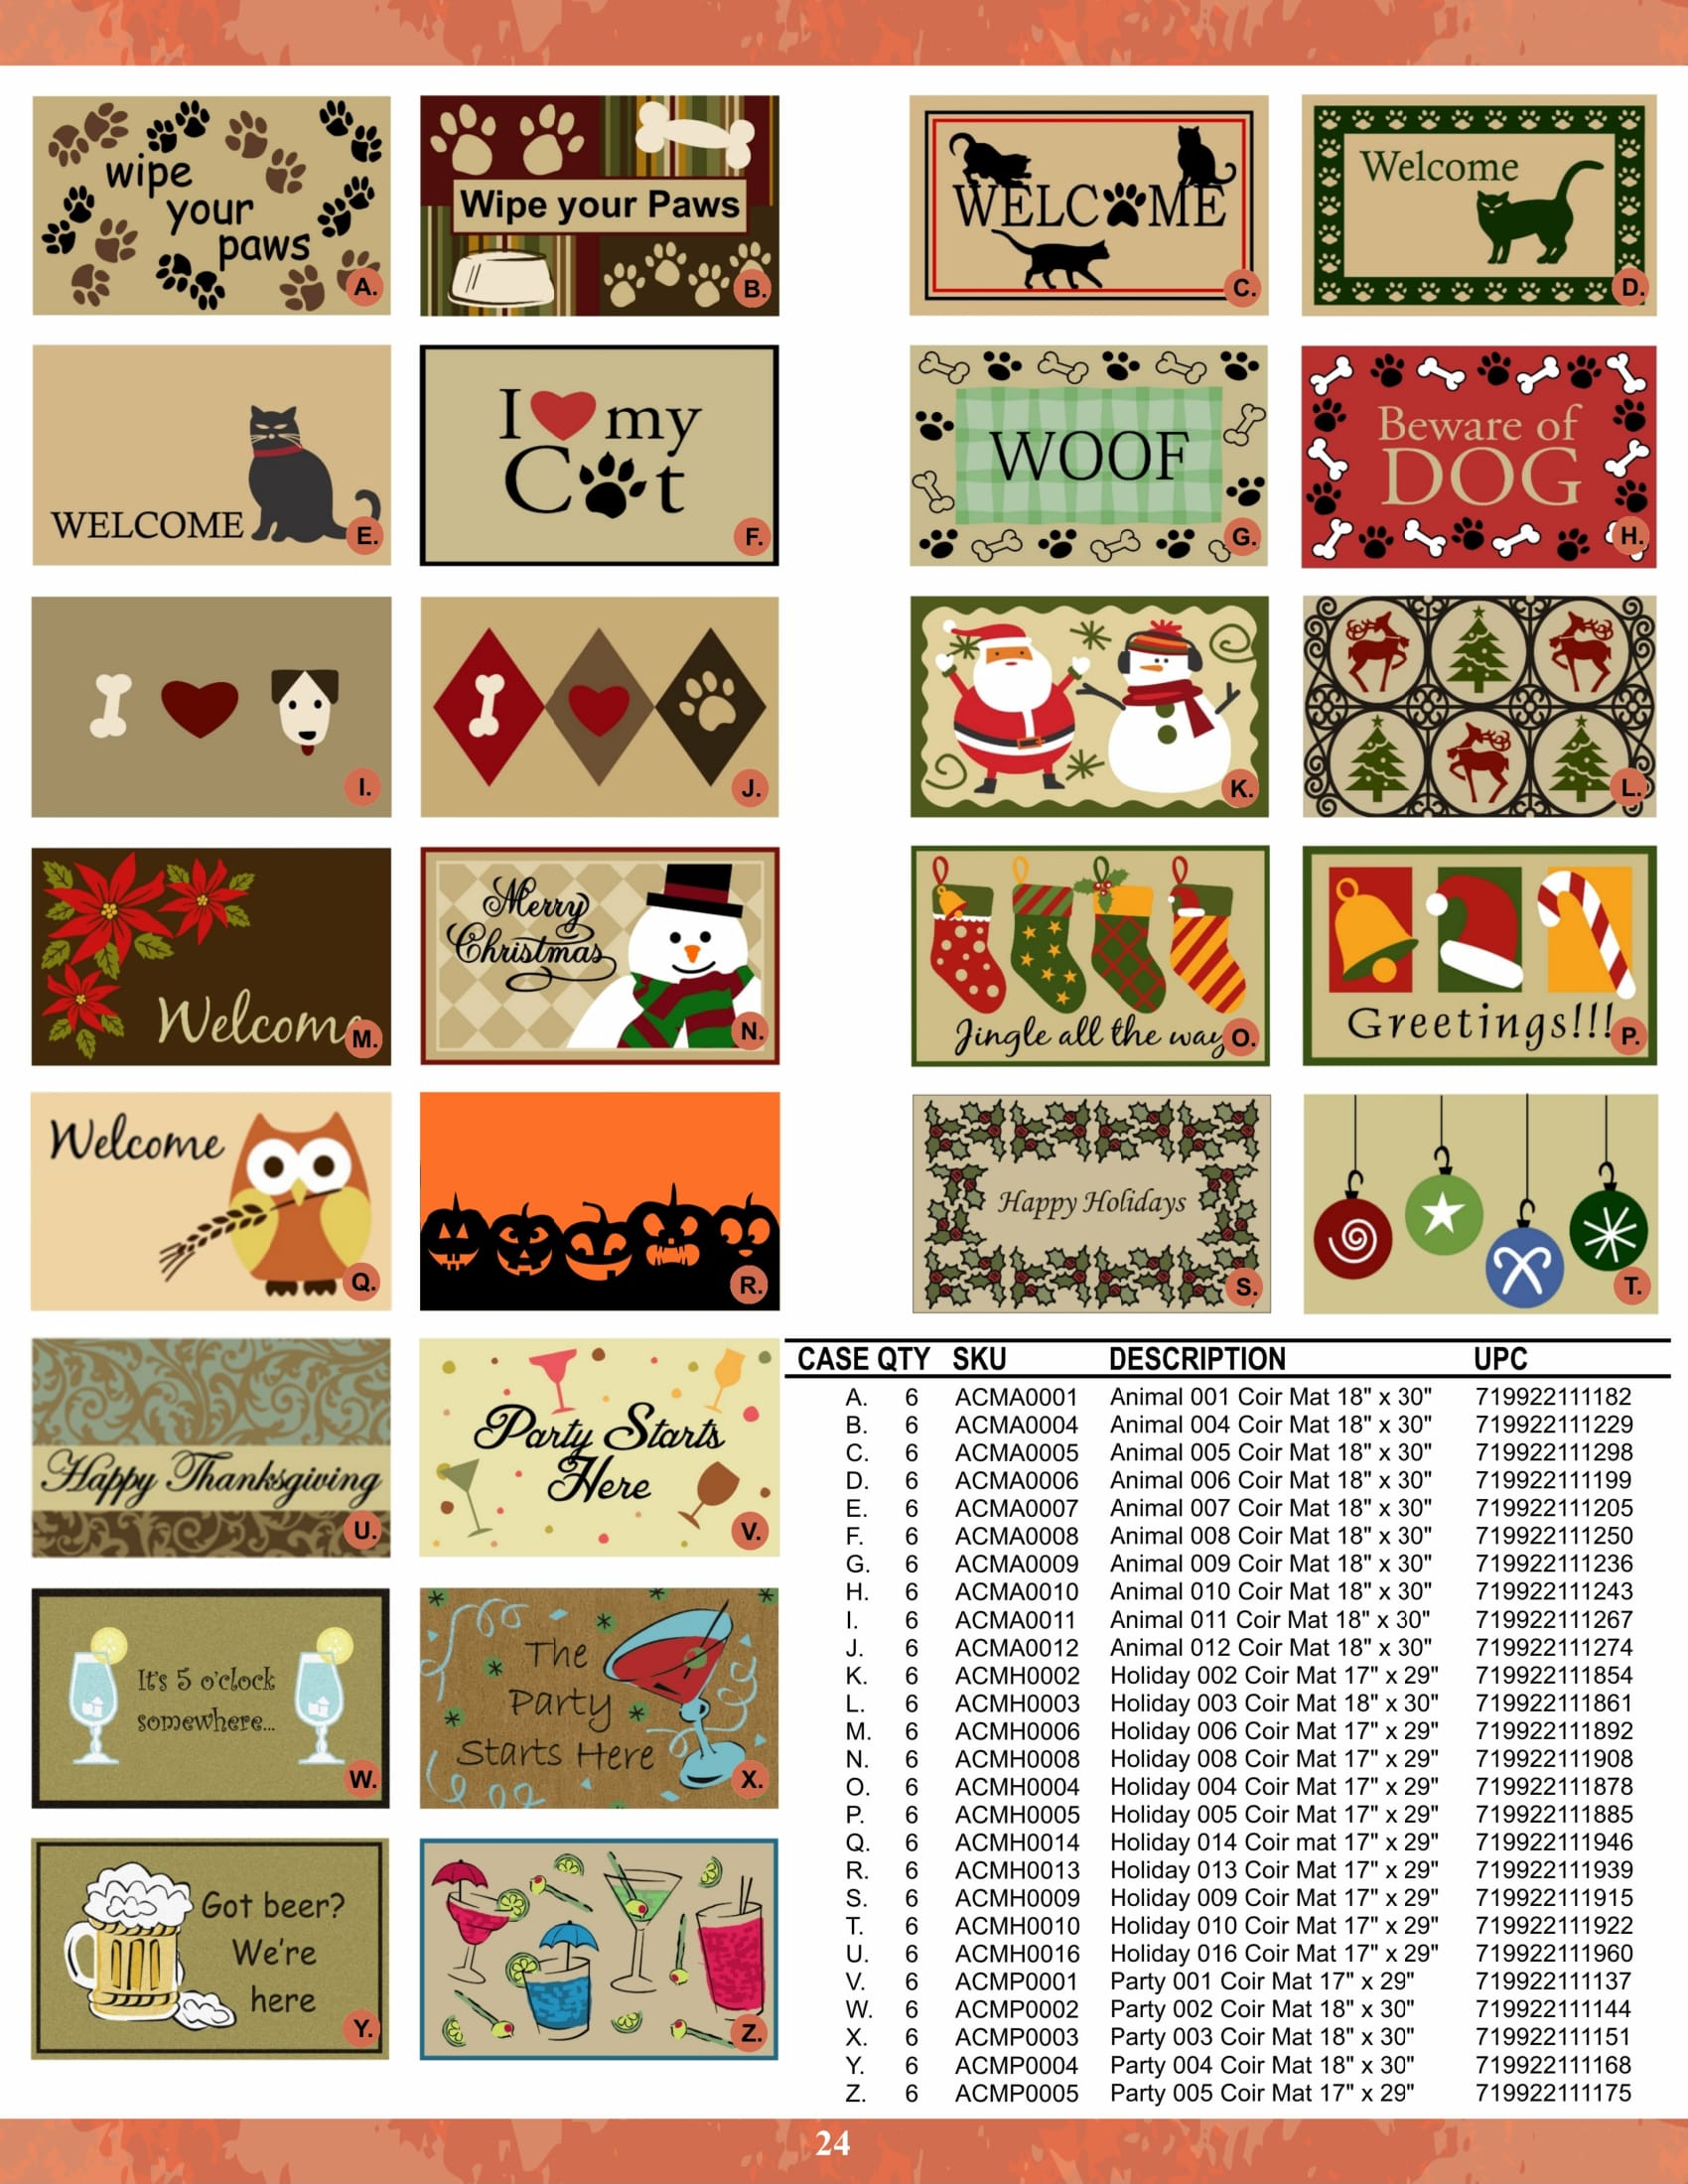 wipe
your
paws
A.
Wipe your Paws
B.
WELC ME
C.
Welcome
D.
WELCOME
E.
I my
C t
F.
WOOF
G.
Beware of
DOG
H.
I.
J.
K.
L.
Welcome
M.
Merry
Christmas
N.
Jingle all the way
O.
Greetings!!!
P.
Welcome
Q.
R.
Happy Holidays
S.
T.
Happy Thanksgiving
U.
Party Starts
Here
V.
It's 5 o'clock
somewhere...
W.
The
Party
Starts Here
X.
Got beer?
We're
here
Y.
Z.
CASE QTY SKU DESCRIPTION UPC
A. 6 ACMA0001 Animal 001 Coir Mat 18" x 30" 719922111182
B. 6 ACMA0004 Animal 004 Coir Mat 18" x 30" 719922111229
C. 6 ACMA0005 Animal 005 Coir Mat 18" x 30" 719922111298
D. 6 ACMA0006 Animal 006 Coir Mat 18" x 30" 719922111199
E. 6 ACMA0007 Animal 007 Coir Mat 18" x 30" 719922111205
F. 6 ACMA0008 Animal 008 Coir Mat 18" x 30" 719922111250
G. 6 ACMA0009 Animal 009 Coir Mat 18" x 30" 719922111236
H. 6 ACMA0010 Animal 010 Coir Mat 18" x 30" 719922111243
I. 6 ACMA0011 Animal 011 Coir Mat 18" x 30" 719922111267
J. 6 ACMA0012 Animal 012 Coir Mat 18" x 30" 719922111274
K. 6 ACMH0002 Holiday 002 Coir Mat 17" x 29" 719922111854
L. 6 ACMH0003 Holiday 003 Coir Mat 18" x 30" 719922111861
M. 6 ACMH0006 Holiday 006 Coir Mat 17" x 29" 719922111892
N. 6 ACMH0008 Holiday 008 Coir Mat 17" x 29" 719922111908
O. 6 ACMH0004 Holiday 004 Coir Mat 17" x 29" 719922111878
P. 6 ACMH0005 Holiday 005 Coir Mat 17" x 29" 719922111885
Q. 6 ACMH0014 Holiday 014 Coir mat 17" x 29" 719922111946
R. 6 ACMH0013 Holiday 013 Coir Mat 17" x 29" 719922111939
S. 6 ACMH0009 Holiday 009 Coir Mat 17" x 29" 719922111915
T. 6 ACMH0010 Holiday 010 Coir Mat 17" x 29" 719922111922
U. 6 ACMH0016 Holiday 016 Coir Mat 17" x 29" 719922111960
V. 6 ACMP0001 Party 001 Coir Mat 17" x 29" 719922111137
W. 6 ACMP0002 Party 002 Coir Mat 18" x 30" 719922111144
X. 6 ACMP0003 Party 003 Coir Mat 18" x 30" 719922111151
Y. 6 ACMP0004 Party 004 Coir Mat 18" x 30" 719922111168
Z. 6 ACMP0005 Party 005 Coir Mat 17" x 29" 719922111175
24